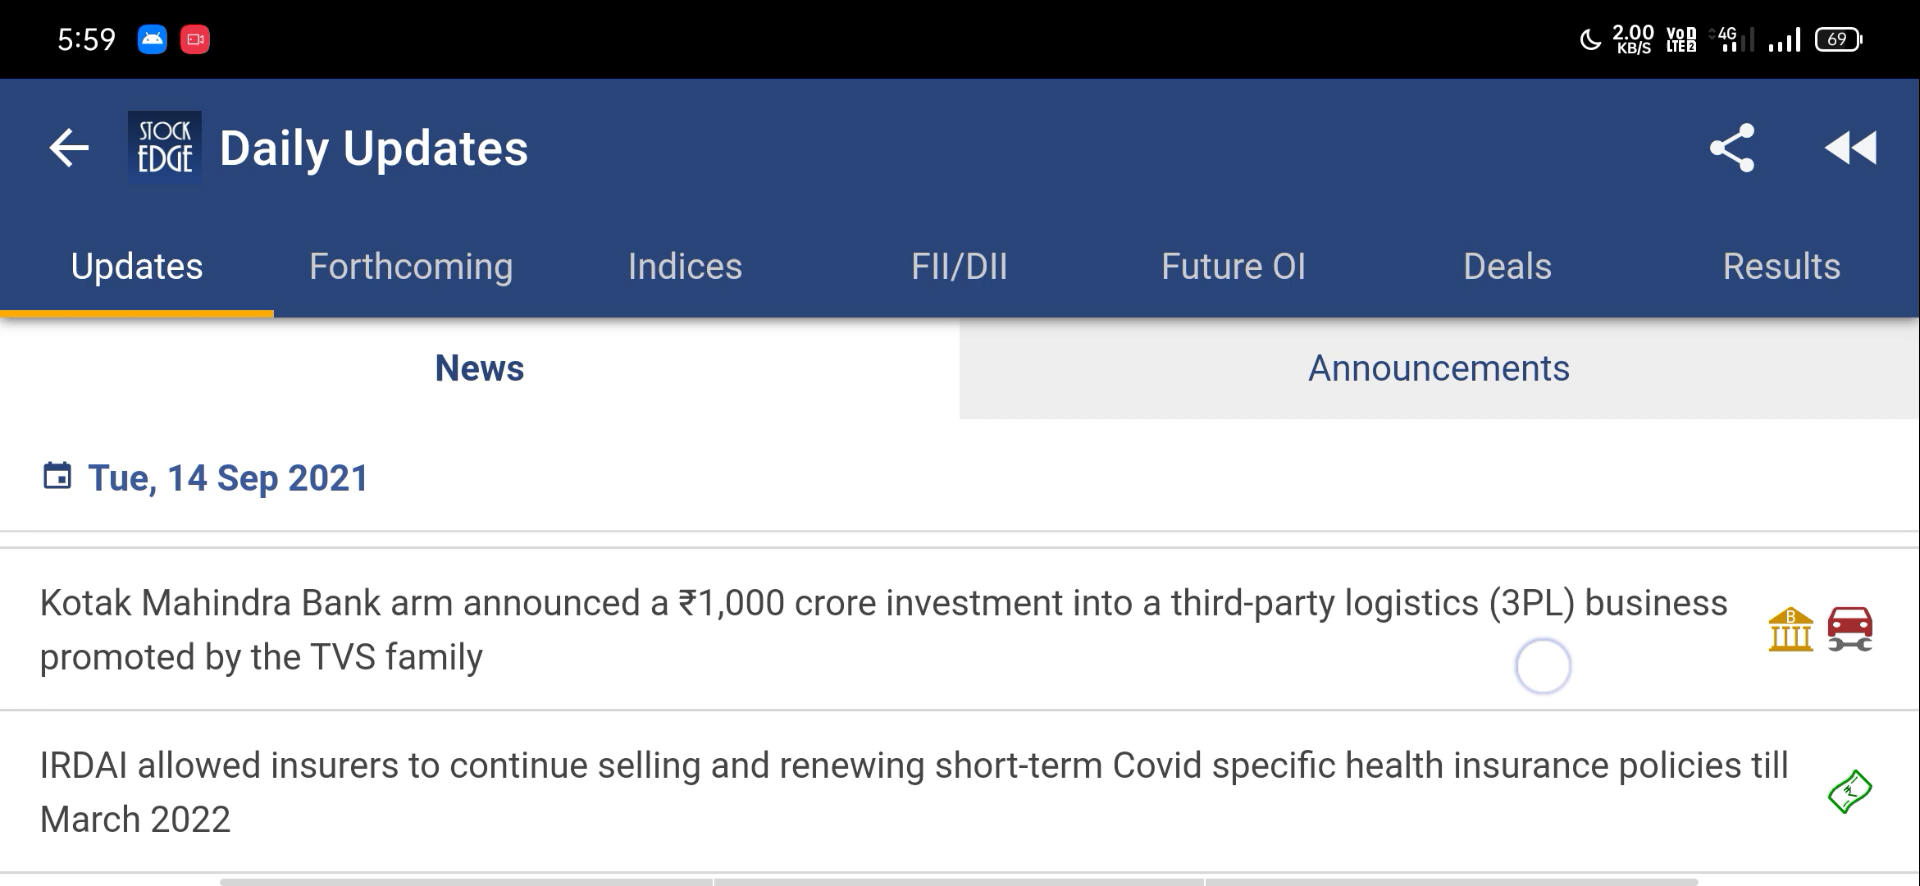 5:59
2.00
KB/S
VoD
LTE 2
4G
69
STOCK
EDGE
Daily Updates
Updates Forthcoming Indices FII/DII Future OI Deals Results
News Announcements
Tue, 14 Sep 2021
Kotak Mahindra Bank arm announced a ₹1,000 crore investment into a third-party logistics (3PL) business
promoted by the TVS family
IRDAI allowed insurers to continue selling and renewing short-term Covid specific health insurance policies till
March 2022